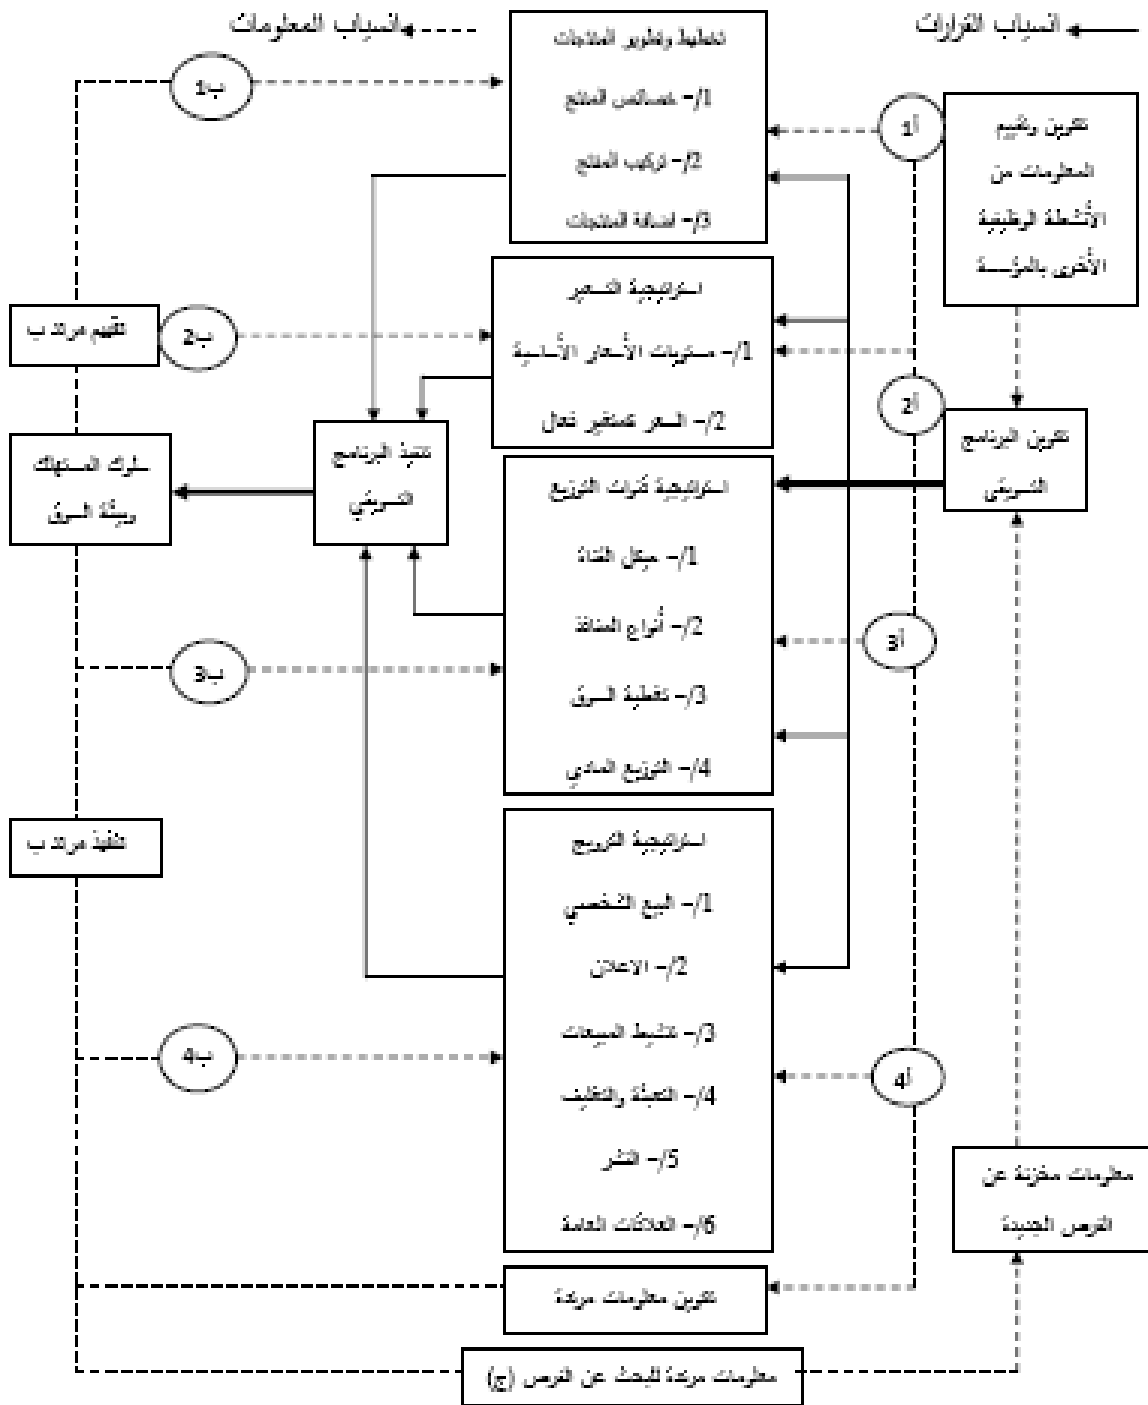 انسياب القرارات
انسياب المعلومات
تخطيط وتطوير المنتجات
1/- خصائص المنتج
2/- تركيب المنتج
3/- اضافة المنتجات
ب1
أ1
تكوين وتقييم
المعلومات من
الأنشطة الوظيفية
الأخرى بالمؤسسة
استراتيجية التسعير
1/- مستويات الأسعار الأساسية
2/- السعر كمتغير فعال
ب2
تقييم مرتد ب
أ2
تكوين البرنامج
التسويقي
تنفيذ البرنامج
التسويقي
سلوك المستهلك
وبيئة السوق
استراتيجية قنوات التوزيع
1/- هيكل القناة
2/- أنواع المنافذ
3/- تغطية السوق
4/- التوزيع المادي
أ3
ب3
تنفيذ مرتد ب
استراتيجية الترويج
1/- البيع الشخصي
2/- الاعلان
3/- تنشيط المبيعات
4/- التعبئة والتغليف
5/- النشر
6/- العلاقات العامة
ب4
أ4
معلومات مخزنة عن
الفرص الجديدة
تكوين معلومات مرتدة
معلومات مرتدة للبحث عن الفرص (ج)